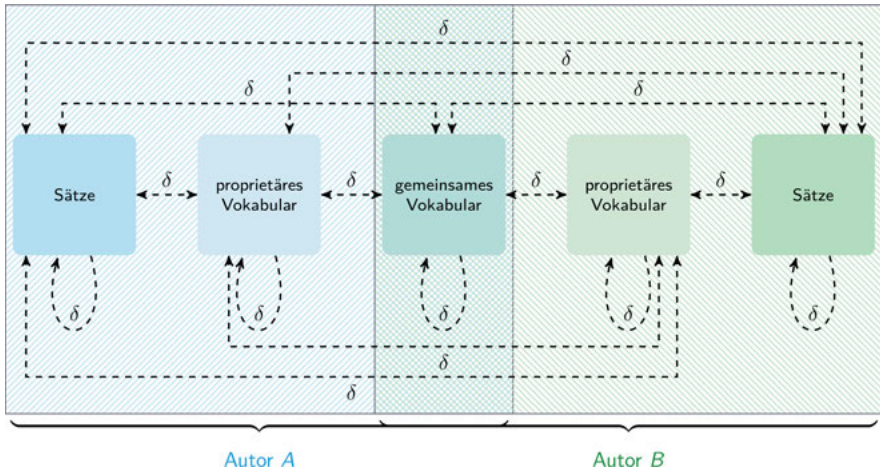 δ
δ
δ
δ
Sätze
δ
proprietäres
Vokabular
δ
gemeinsames
Vokabular
δ
proprietäres
Vokabular
δ
Sätze
δ
δ
δ
δ
δ
δ
δ
Autor A
Autor B